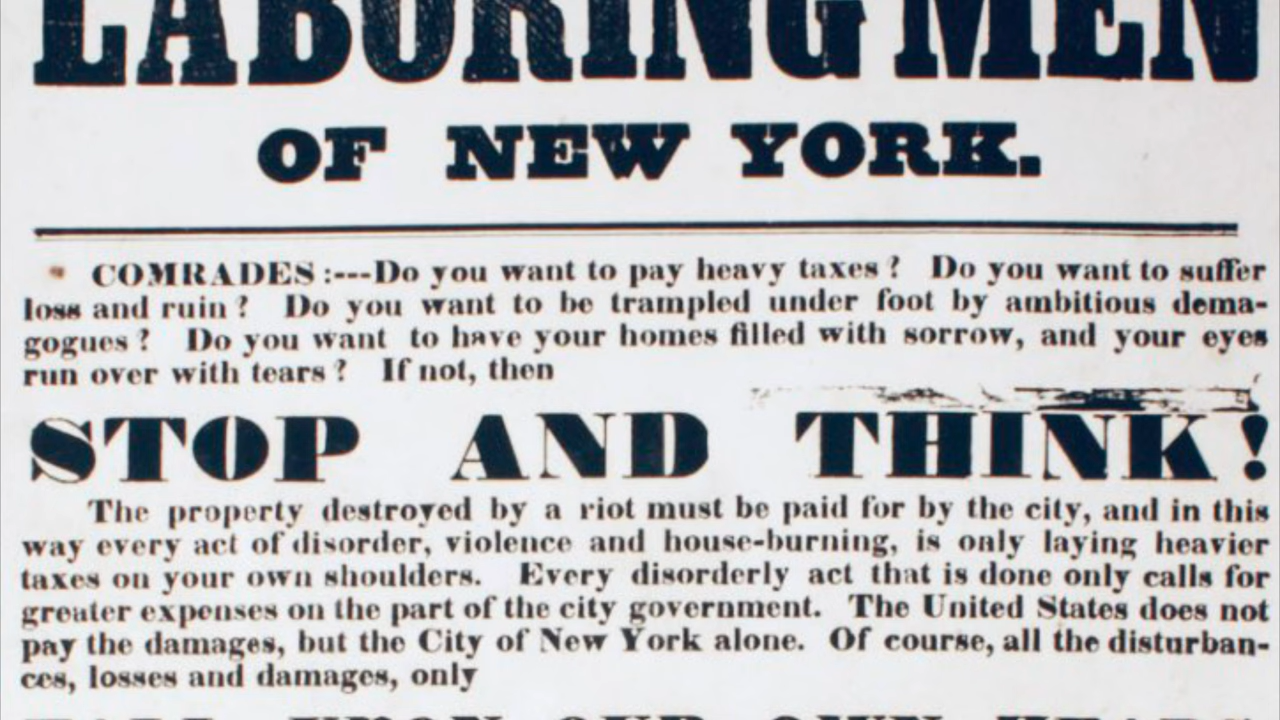 LABORING MEN
OF NEW YORK.
COMRADES:---Do you want to pay heavy taxes? Do you want to suffer
loss and ruin? Do you want to be trampled under foot by ambitious dema-
gogues? Do you want to have your homes filled with sorrow, and your eyes
run over with tears? If not, then
STOP AND THINK!
The property destroyed by a riot must be paid for by the city, and in this
way every act of disorder, violence and house-burning, is only laying heavier
taxes on your own shoulders. Every disorderly act that is done only calls for
greater expenses on the part of the city government. The United States does not
pay the damages, but the City of New York alone. Of course, all the disturban-
ces, losses and damages, only